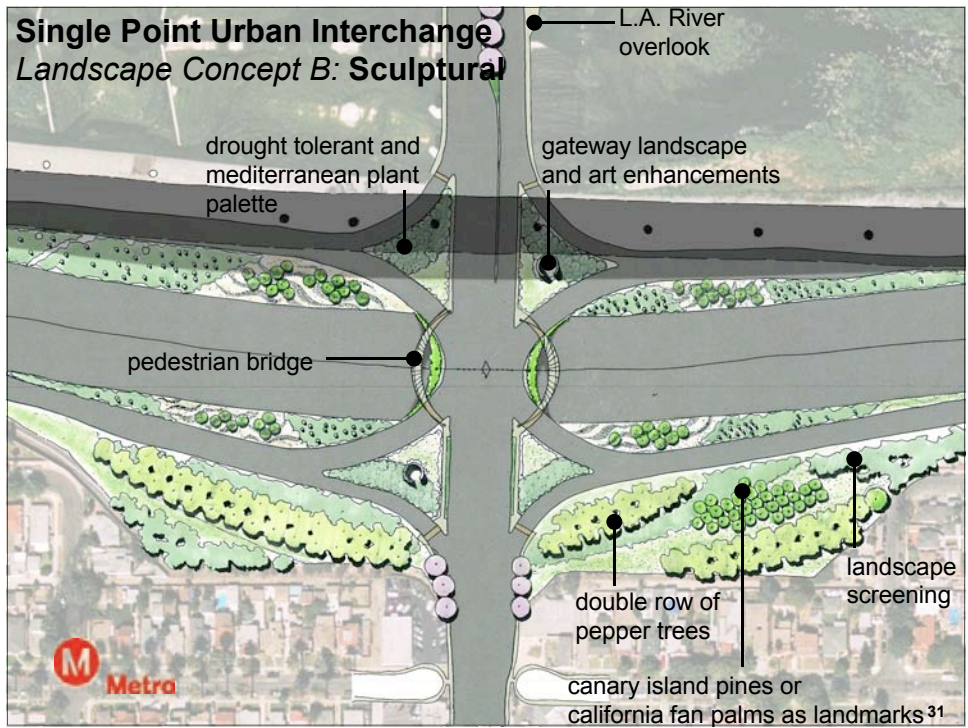 Single Point Urban Interchange
Landscape Concept B: Sculptural
L.A. River
overlook
drought tolerant and
mediterranean plant
palette
gateway landscape
and art enhancements
pedestrian bridge
landscape
screening
double row of
pepper trees
canary island pines or
california fan palms as landmarks
31
M
Metro